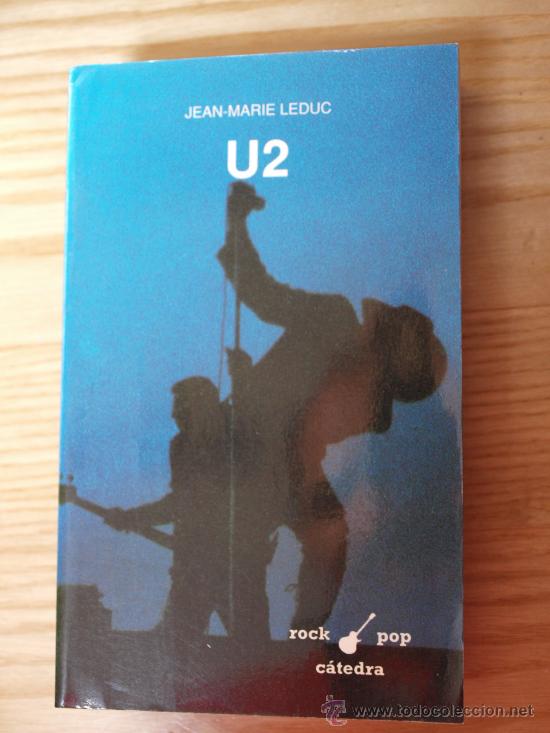 JEAN-MARIE LEDUC
U2
rock pop
cátedra
www.todocoleccion.net